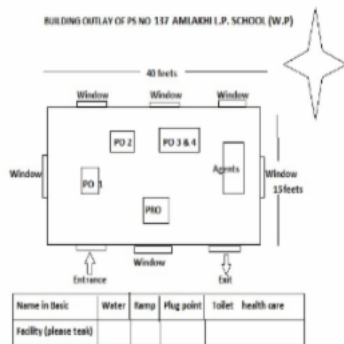 BUILDING OUTLAY OF PS NO 137 AMLAKHI L.P. SCHOOL (W.P)
40 feets
Window Window Window
PO 2 PO 3 & 4
Window Agents Window
PO 1 15feets
PRO
Window
Entrance Exit
Name in Basic Water Ramp Plug point Toilet health care
Facility (please teak)